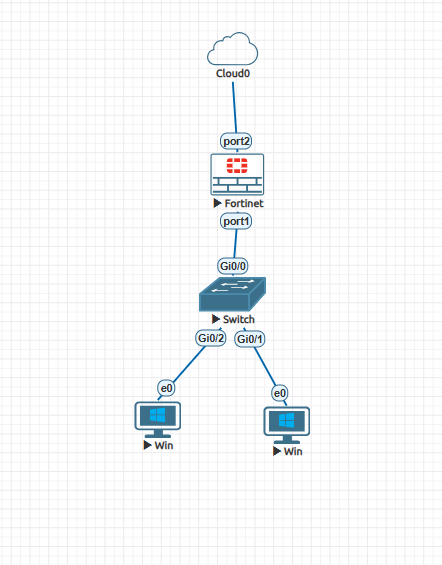 Cloud0
port2
Fortinet
port1
Gi0/0
Switch
Gi0/2
Gi0/1
e0
e0
Win
Win